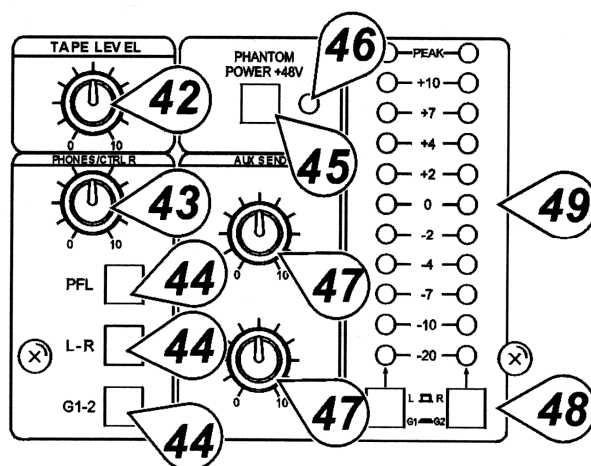 TAPE LEVEL
42
0 10
PHONES/CTRL R
43
0 10
PFL
44
L-R
44
G1-2
44
PHANTOM
POWER +48V
46
45
AUX SEND
47
0 10
47
0 10
PEAK
+10
+7
+4
+2
0
-2
-4
-7
-10
-20
49
L R
G1 G2
48